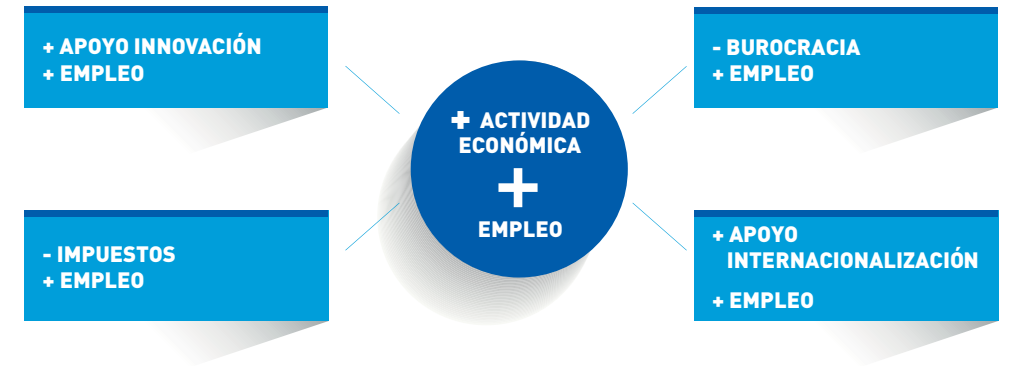 + APOYO INNOVACIÓN
+ EMPLEO
- BUROCRACIA
+ EMPLEO
+ ACTIVIDAD
ECONÓMICA
+
EMPLEO
- IMPUESTOS
+ EMPLEO
+ APOYO
INTERNACIONALIZACIÓN
+ EMPLEO